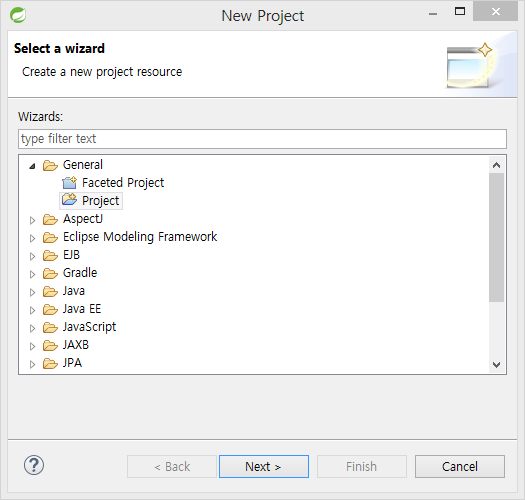 New Project
Select a wizard
Create a new project resource
Wizards:
type filter text
General
Faceted Project
Project
AspectJ
Eclipse Modeling Framework
EJB
Gradle
Java
Java EE
JavaScript
JAXB
JPA
?
< Back
Next >
Finish
Cancel